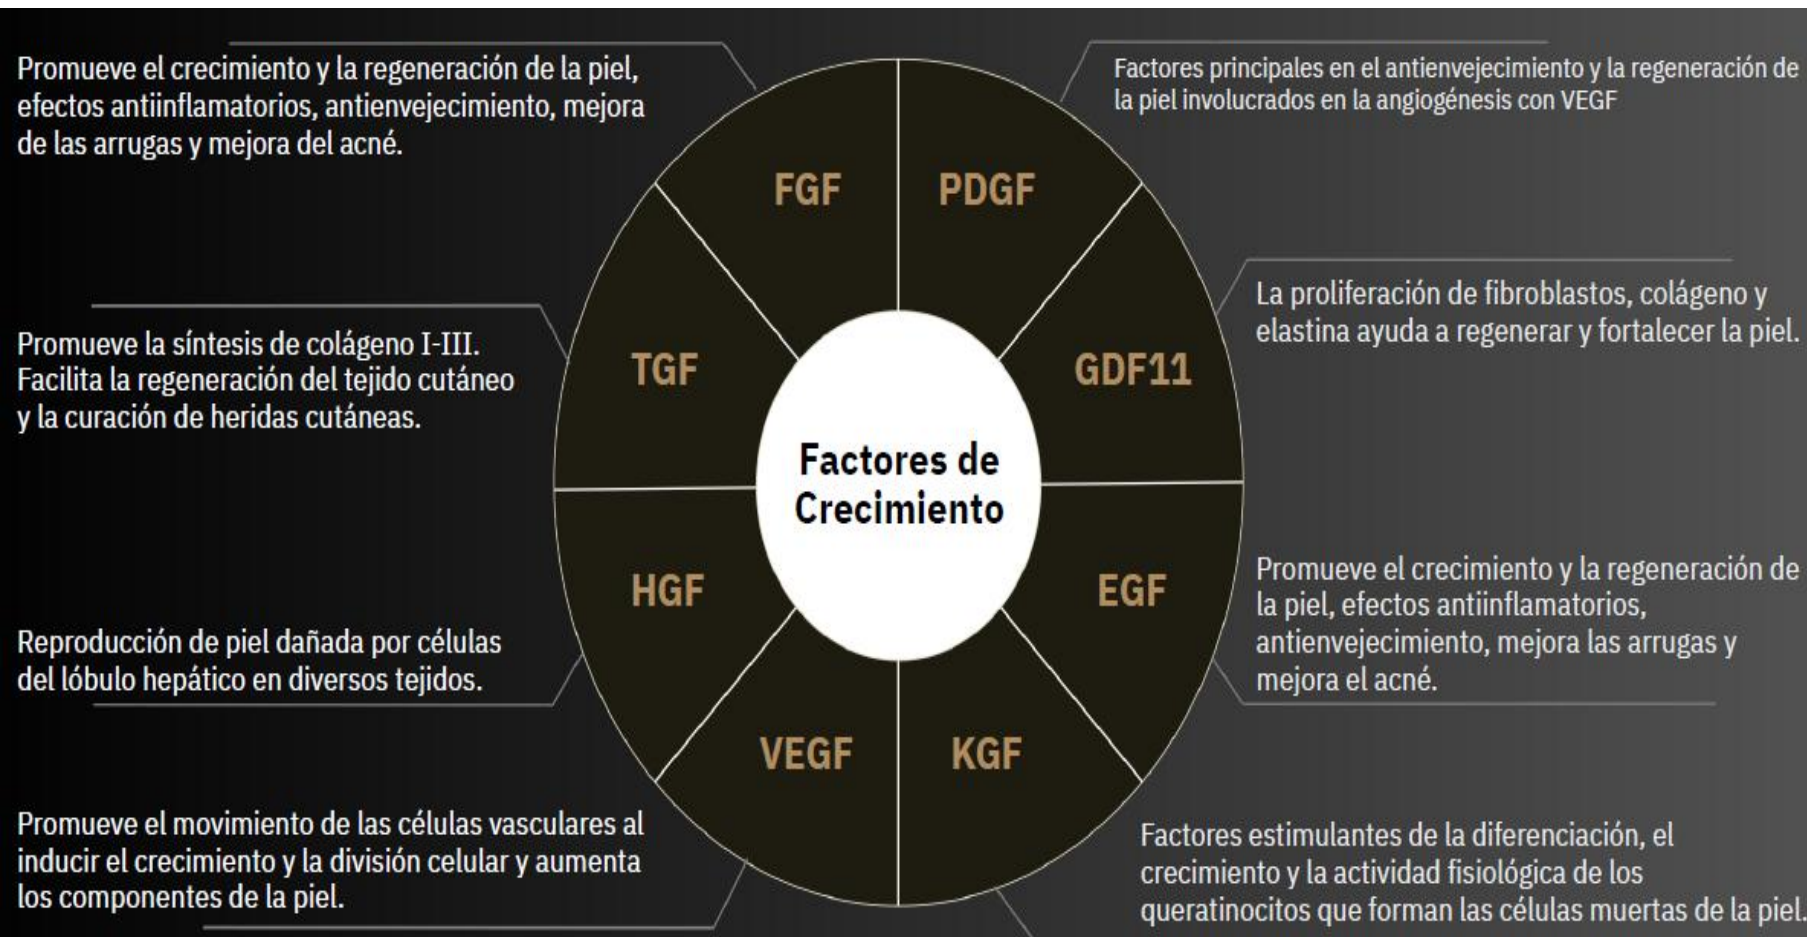 Promueve el crecimiento y la regeneración de la piel,
efectos antiinflamatorios, antienvejecimiento, mejora
de las arrugas y mejora del acné.
Factores principales en el antienvejecimiento y la regeneración de
la piel involucrados en la angiogénesis con VEGF
FGF
PDGF
La proliferación de fibroblastos, colágeno y
elastina ayuda a regenerar y fortalecer la piel.
Promueve la síntesis de colágeno I-III.
Facilita la regeneración del tejido cutáneo
y la curación de heridas cutáneas.
TGF
GDF11
Factores de
Crecimiento
HGF
EGF
Promueve el crecimiento y la regeneración de
la piel, efectos antiinflamatorios,
antienvejecimiento, mejora las arrugas y
mejora el acné.
Reproducción de piel dañada por células
del lóbulo hepático en diversos tejidos.
VEGF
KGF
Promueve el movimiento de las células vasculares al
inducir el crecimiento y la división celular y aumenta
los componentes de la piel.
Factores estimulantes de la diferenciación, el
crecimiento y la actividad fisiológica de los
queratinocitos que forman las células muertas de la piel.